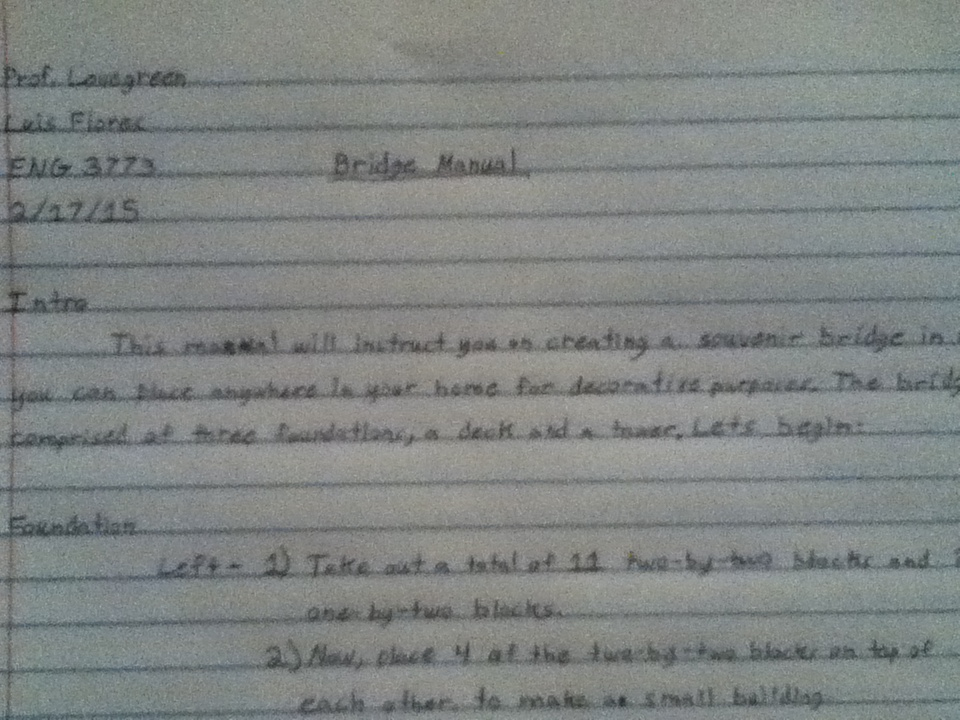 Prof. Lovegreen
Luis Flores
ENG 3773
Bridge Manual
2/17/15
Intro
This manual will instruct you on creating a souvenir bridge in
you can place anywhere in your home for decorative purposes. The bridg
comprised of three foundations, a deck and a tower. Lets begin:
Foundation
Left - 1) Take out a total of 11 two-by-two blocks and
one-by-two blocks.
2.) Now, place 4 of the two-by-two blocks on top of
each other to make a small building